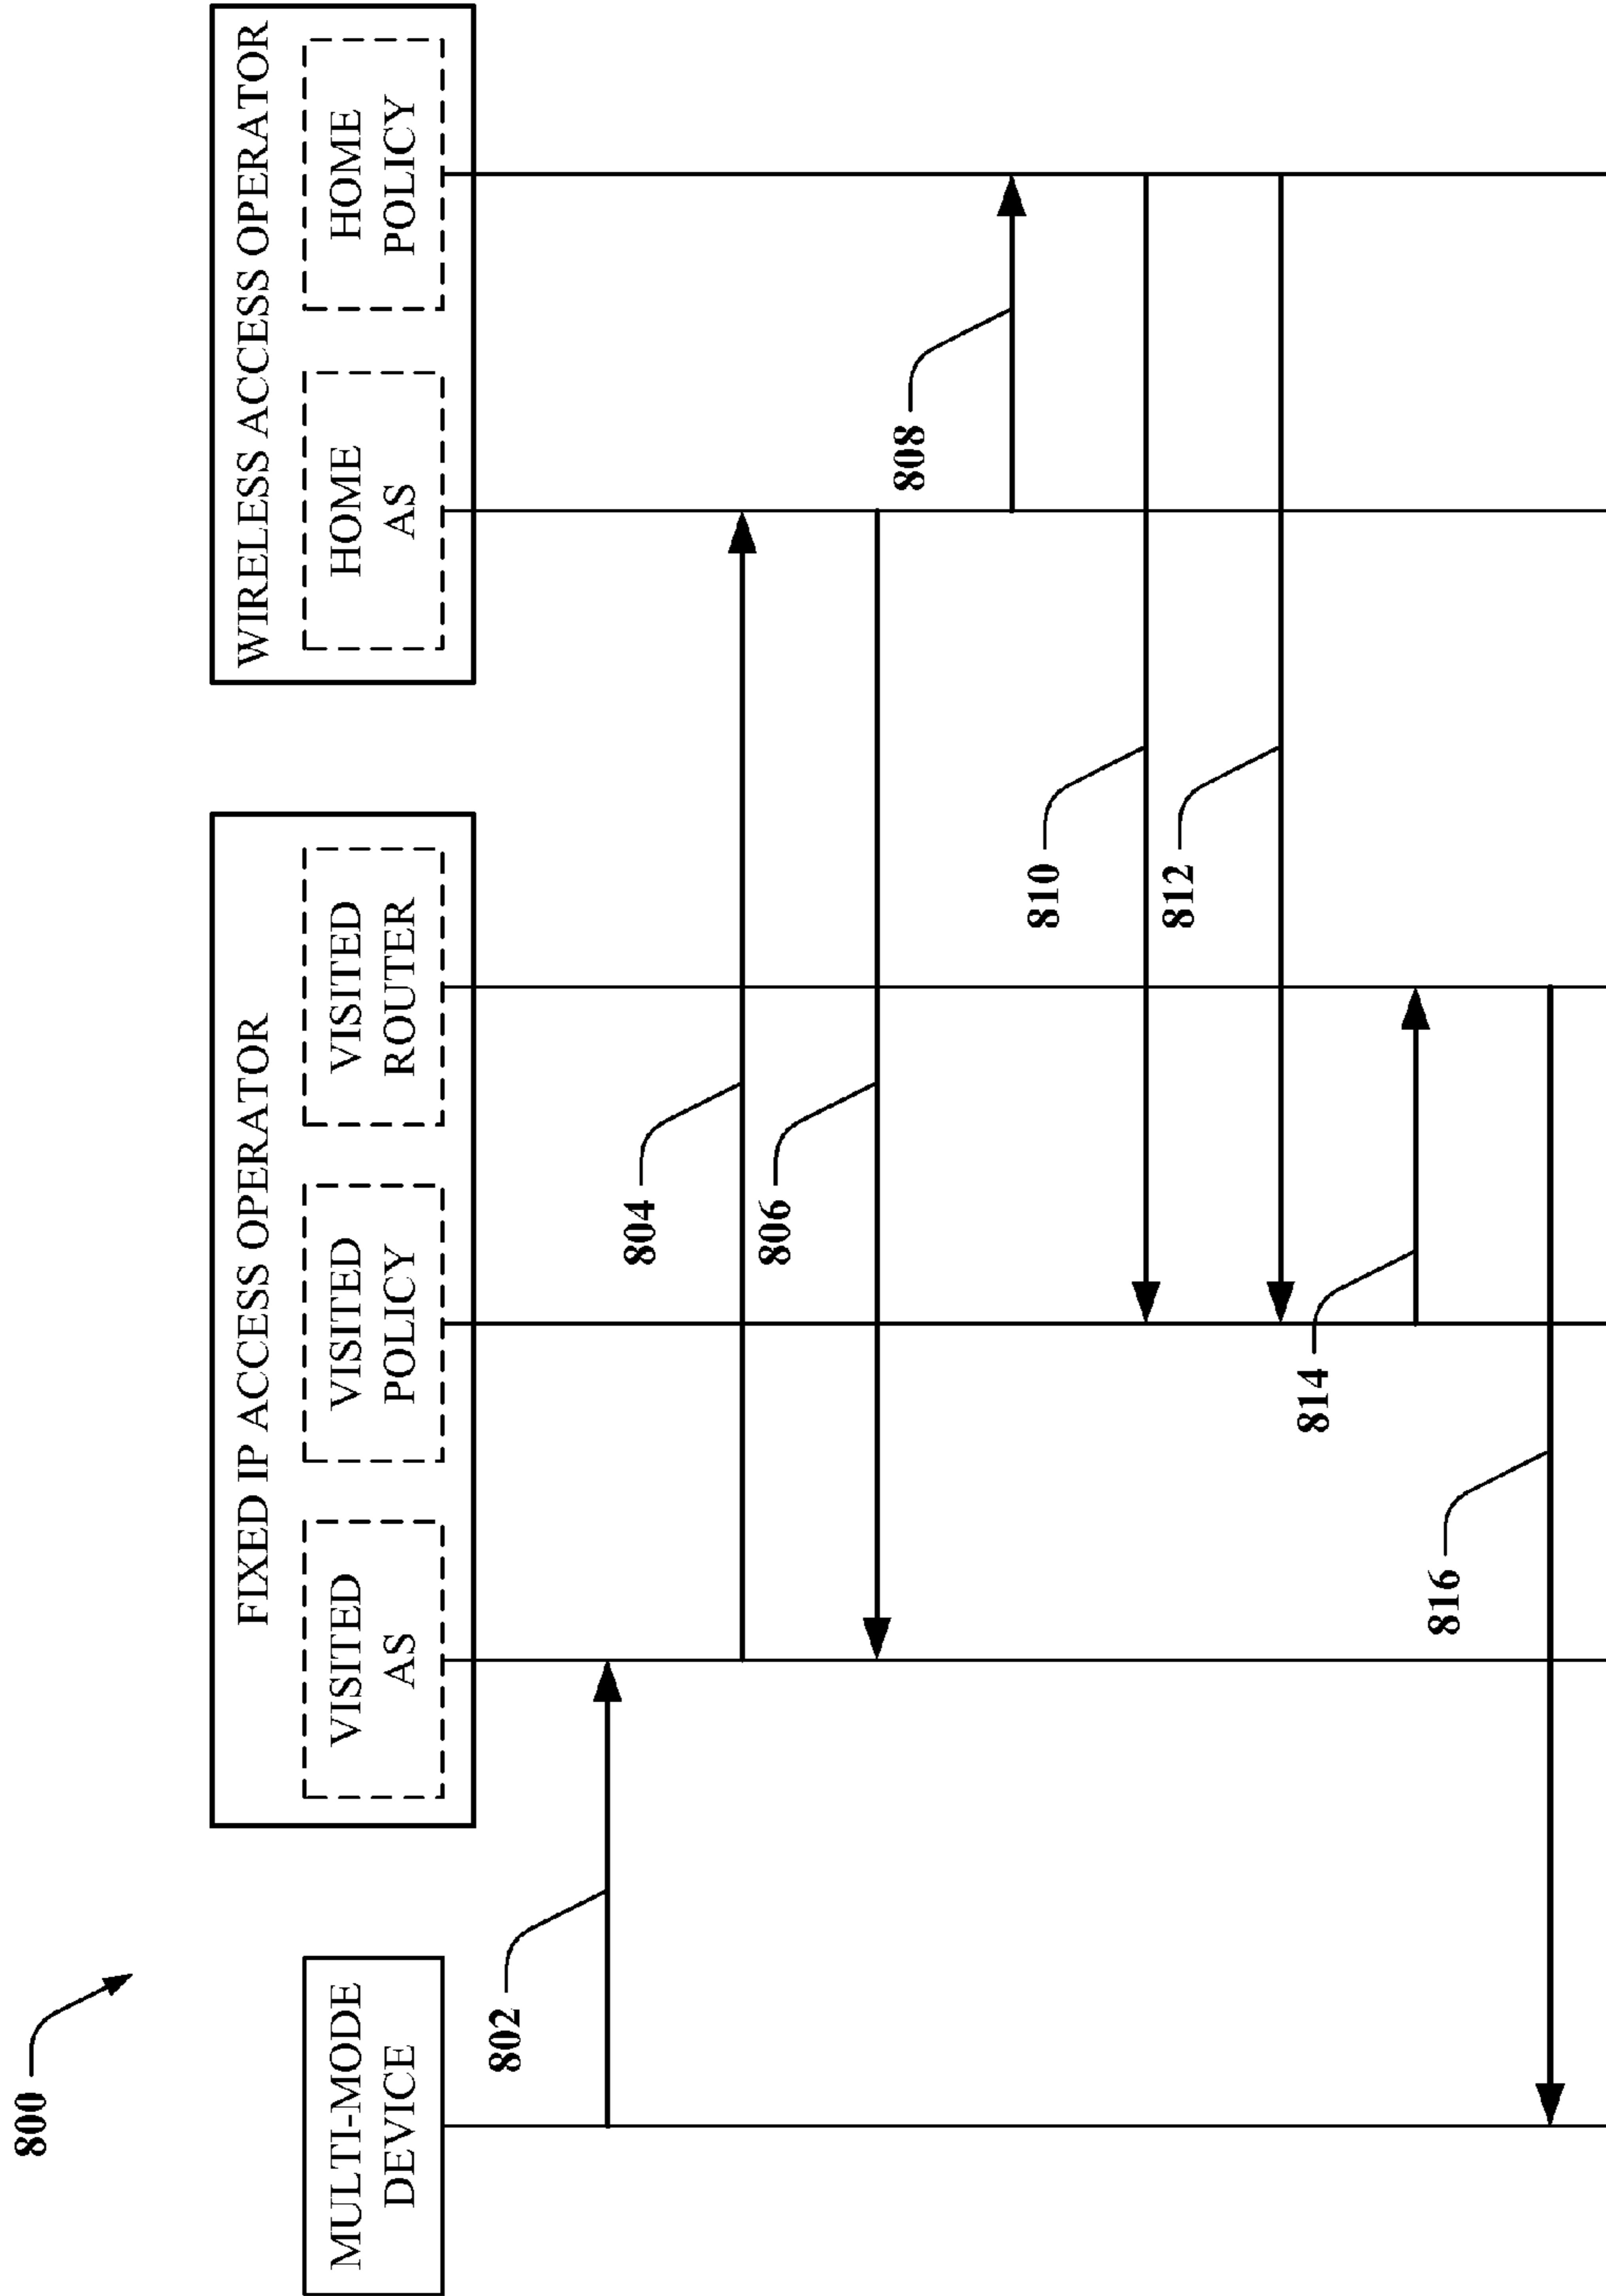 800
MULTI-MODE
DEVICE
FIXED IP ACCESS OPERATOR
VISITED
AS
VISITED
POLICY
VISITED
ROUTER
WIRELESS ACCESS OPERATOR
HOME
AS
HOME
POLICY
802
804
806
808
810
812
814
816